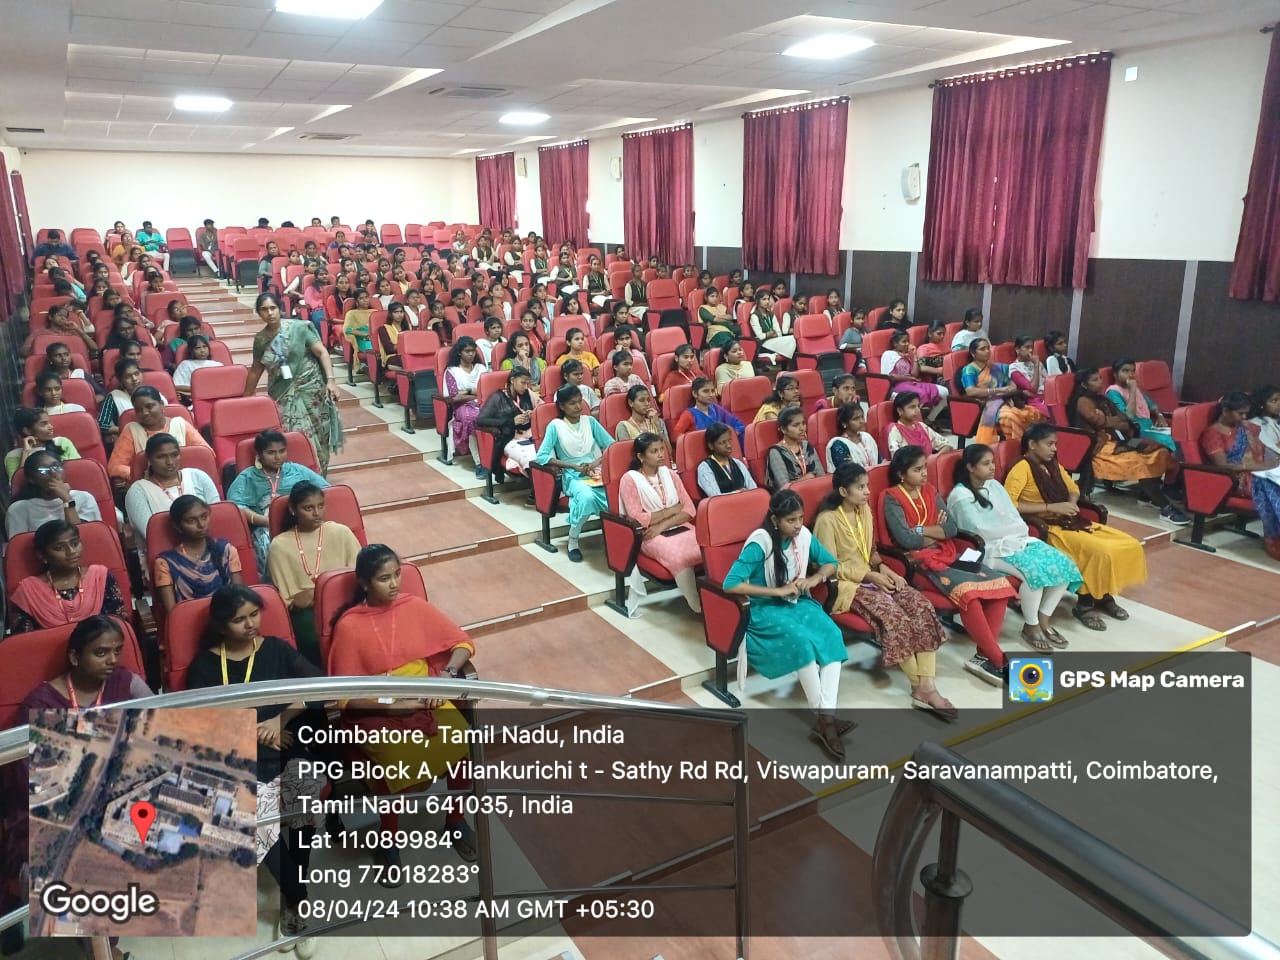 GPS Map Camera
Coimbatore, Tamil Nadu, India
PPG Block A, Vilankurichi t - Sathy Rd Rd, Viswapuram, Saravanampatti, Coimbatore,
Tamil Nadu 641035, India
Lat 11.089984°
Long 77.018283°
08/04/24 10:38 AM GMT +05:30
Google